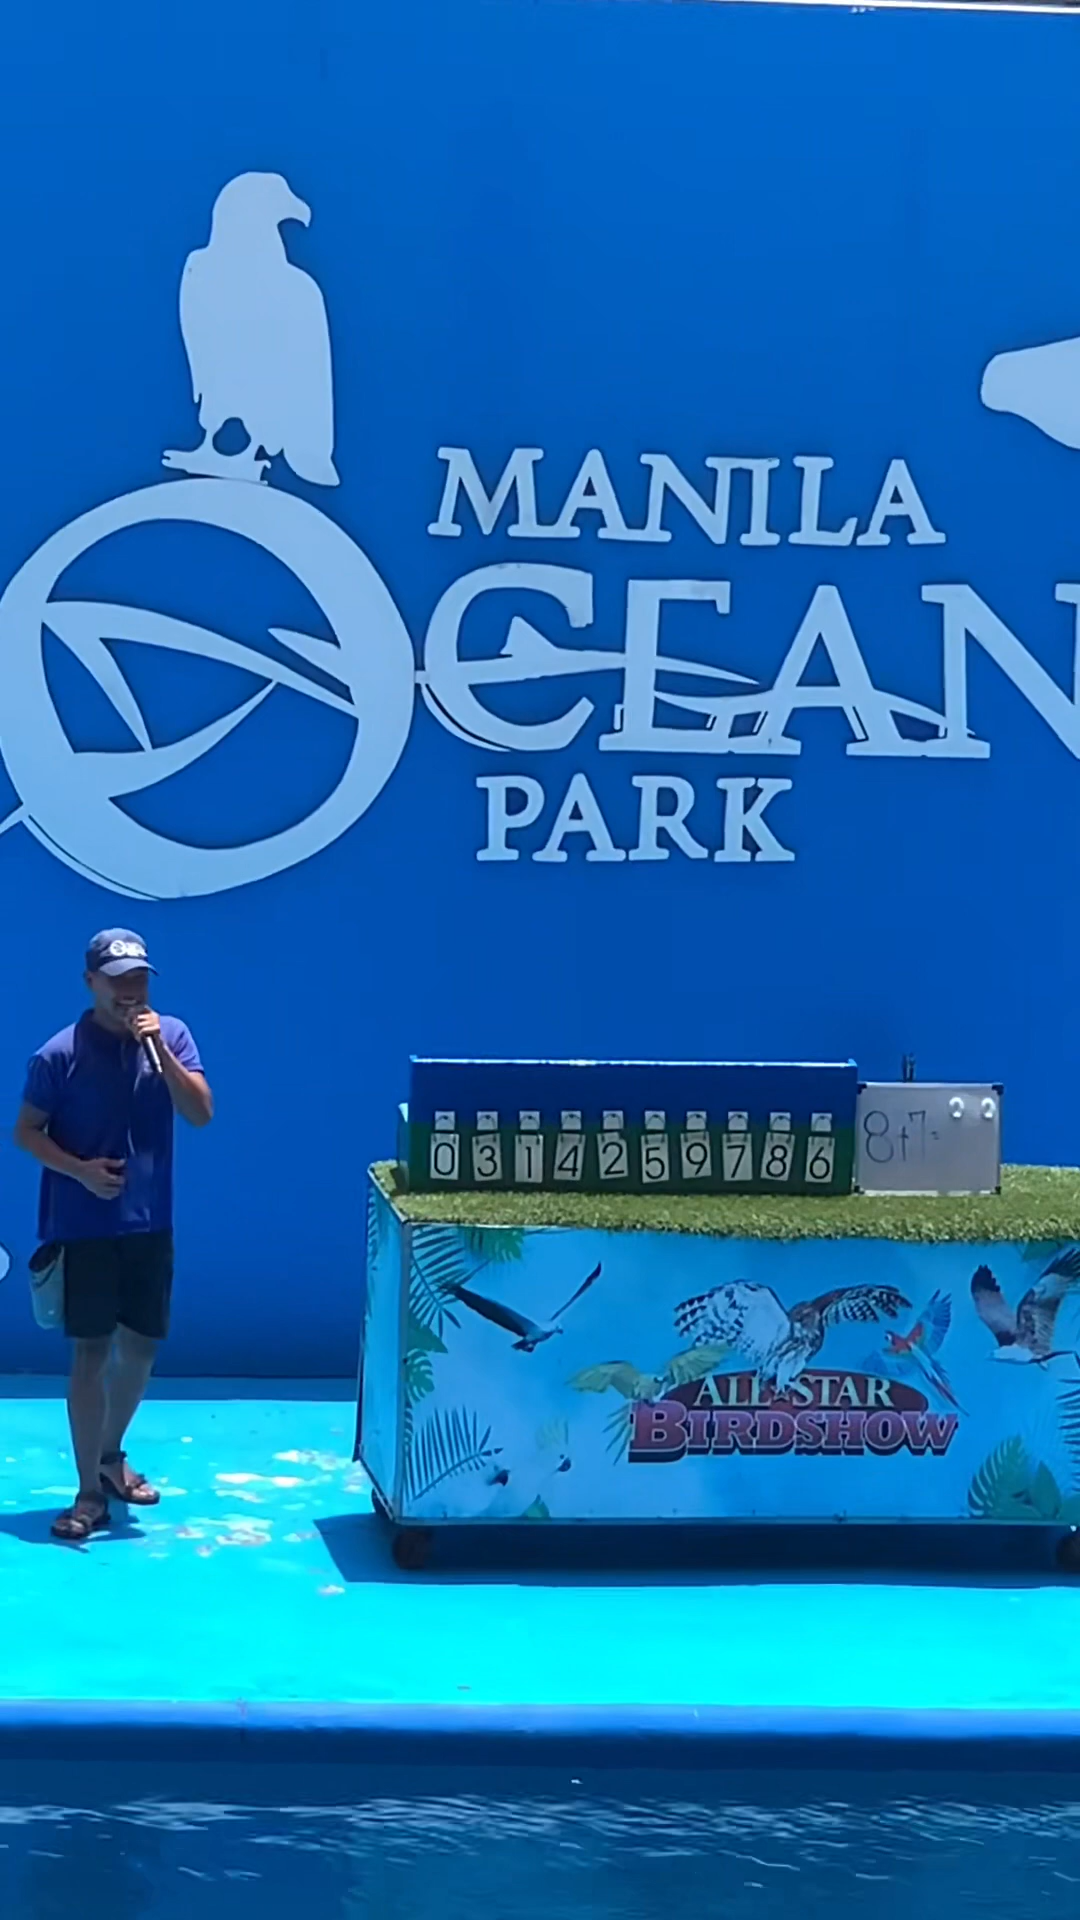 MANILA
OCEAN
PARK
0 3 1 4 2 5 9 7 8 6
8+7=
ALL STAR
BIRDSHOW